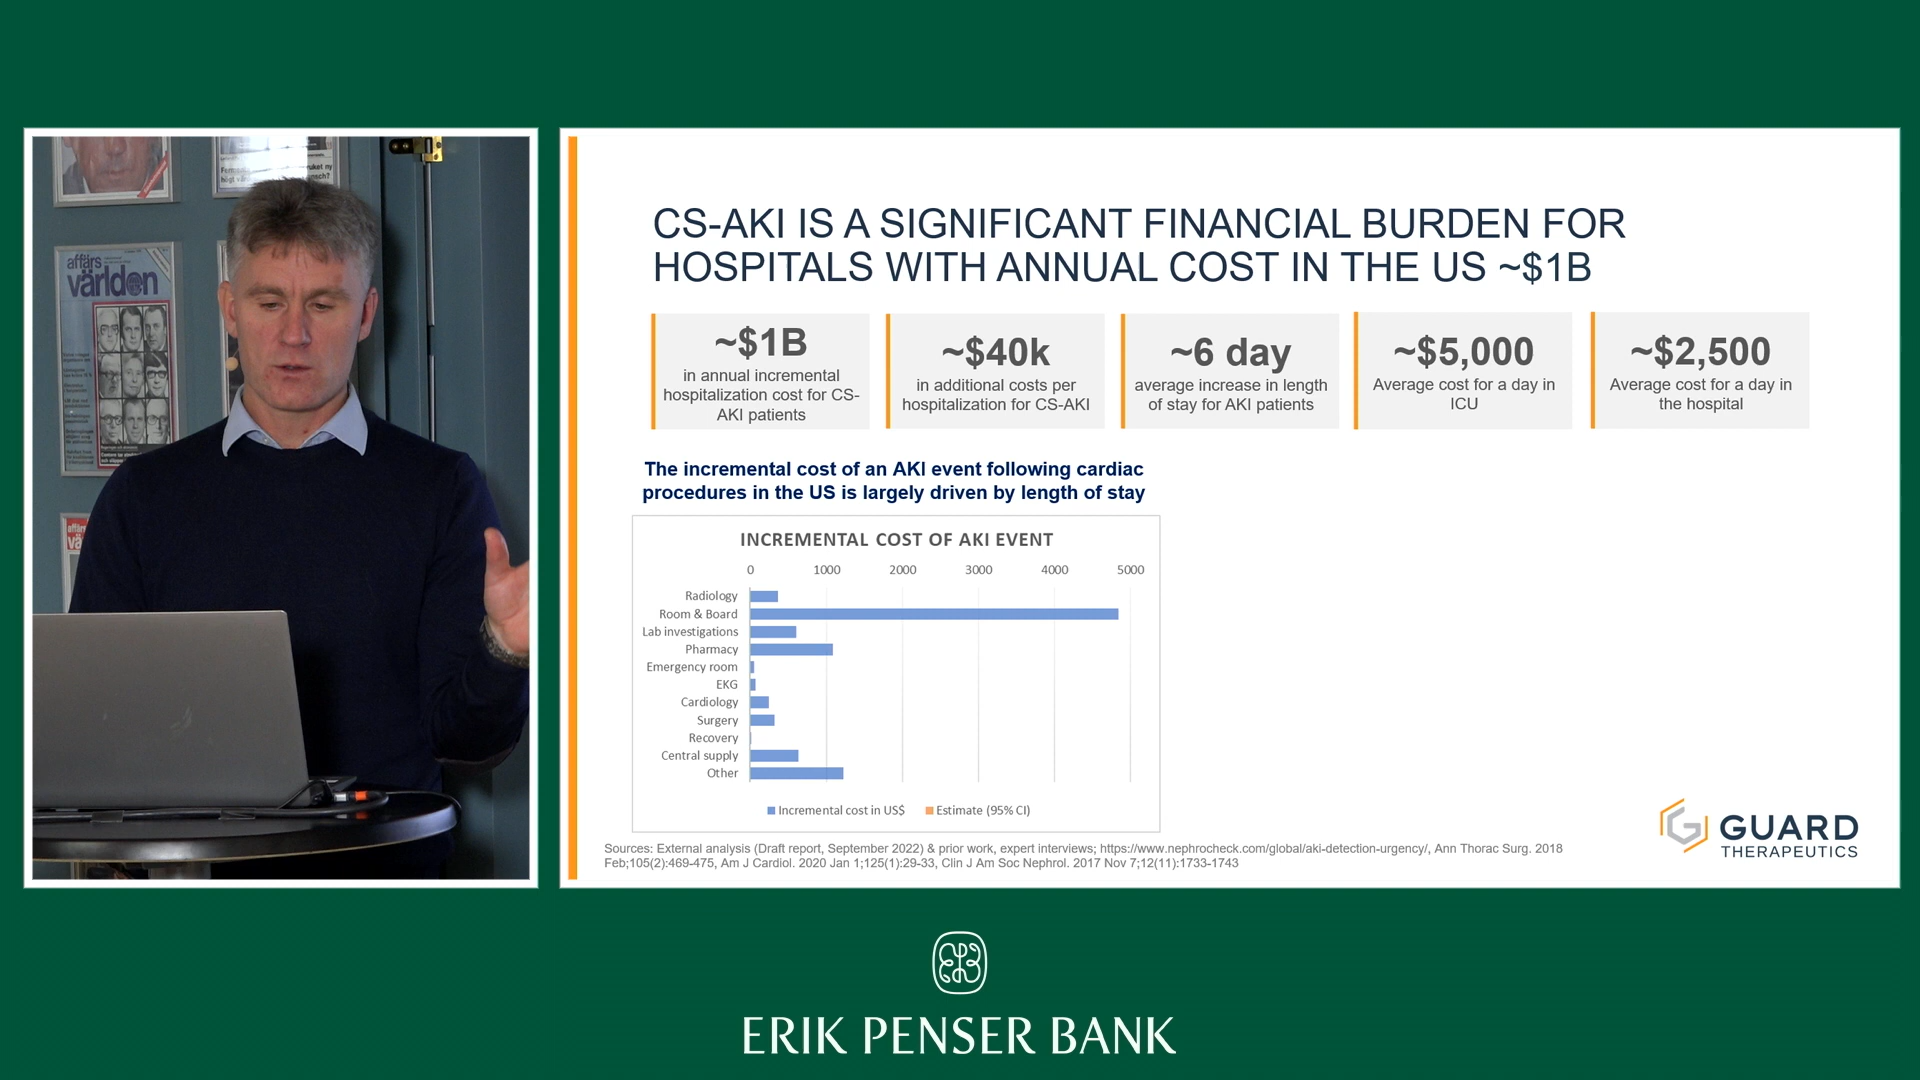 affärs
världen
CS-AKI IS A SIGNIFICANT FINANCIAL BURDEN FOR
HOSPITALS WITH ANNUAL COST IN THE US ~$1B
~$1B
in annual incremental
hospitalization cost for CS-
AKI patients
~$40k
in additional costs per
hospitalization for CS-AKI
~6 day
average increase in length
of stay for AKI patients
~$5,000
Average cost for a day in
ICU
~$2,500
Average cost for a day in
the hospital
The incremental cost of an AKI event following cardiac
procedures in the US is largely driven by length of stay
INCREMENTAL COST OF AKI EVENT
0 1000 2000 3000 4000 5000
Radiology
Room & Board
Lab investigations
Pharmacy
Emergency room
EKG
Cardiology
Surgery
Recovery
Central supply
Other
Incremental cost in US$ Estimate (95% CI)
Sources: External analysis (Draft report, September 2022) & prior work, expert interviews; https://www.nephrocheck.com/global/aki-detection-urgency/, Ann Thorac Surg. 2018
Feb;105(2):469-475, Am J Cardiol. 2020 Jan 1;125(1):29-33, Clin J Am Soc Nephrol. 2017 Nov 7;12(11):1733-1743
GUARD
THERAPEUTICS
ERIK PENSER BANK